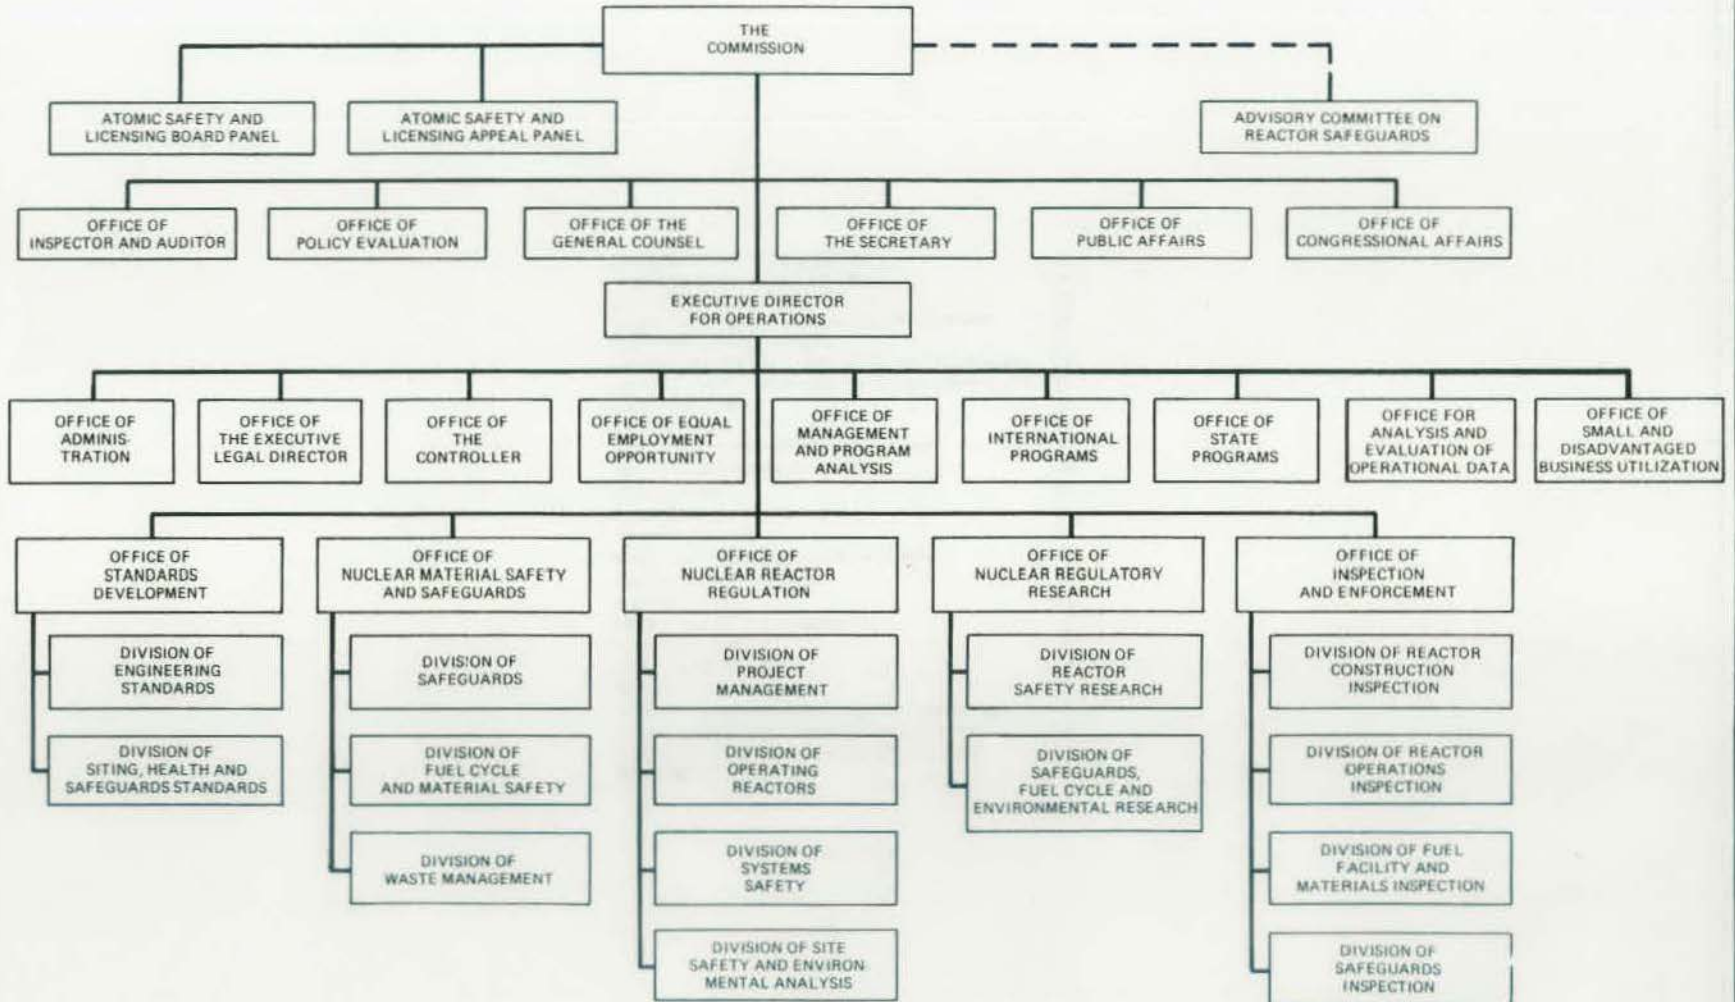 THE
COMMISSION
ATOMIC SAFETY AND
LICENSING BOARD PANEL
ATOMIC SAFETY AND
LICENSING APPEAL PANEL
ADVISORY COMMITTEE ON
REACTOR SAFEGUARDS
OFFICE OF
INSPECTOR AND AUDITOR
OFFICE OF
POLICY EVALUATION
OFFICE OF THE
GENERAL COUNSEL
OFFICE OF
THE SECRETARY
OFFICE OF
PUBLIC AFFAIRS
OFFICE OF
CONGRESSIONAL AFFAIRS
EXECUTIVE DIRECTOR
FOR OPERATIONS
OFFICE OF
ADMINIS-
TRATION
OFFICE OF
THE EXECUTIVE
LEGAL DIRECTOR
OFFICE OF
THE
CONTROLLER
OFFICE OF EQUAL
EMPLOYMENT
OPPORTUNITY
OFFICE OF
MANAGEMENT
AND PROGRAM
ANALYSIS
OFFICE OF
INTERNATIONAL
PROGRAMS
OFFICE OF
STATE
PROGRAMS
OFFICE FOR
ANALYSIS AND
EVALUATION OF
OPERATIONAL DATA
OFFICE OF
SMALL AND
DISADVANTAGED
BUSINESS UTILIZATION
OFFICE OF
STANDARDS
DEVELOPMENT
DIVISION OF
ENGINEERING
STANDARDS
DIVISION OF
SITING, HEALTH AND
SAFEGUARDS STANDARDS
OFFICE OF
NUCLEAR MATERIAL SAFETY
AND SAFEGUARDS
DIVISION OF
SAFEGUARDS
DIVISION OF
FUEL CYCLE
AND MATERIAL SAFETY
DIVISION OF
WASTE MANAGEMENT
OFFICE OF
NUCLEAR REACTOR
REGULATION
DIVISION OF
PROJECT
MANAGEMENT
DIVISION OF
OPERATING
REACTORS
DIVISION OF
SYSTEMS
SAFETY
DIVISION OF SITE
SAFETY AND ENVIRON
MENTAL ANALYSIS
OFFICE OF
NUCLEAR REGULATORY
RESEARCH
DIVISION OF
REACTOR
SAFETY RESEARCH
DIVISION OF
SAFEGUARDS,
FUEL CYCLE AND
ENVIRONMENTAL RESEARCH
OFFICE OF
INSPECTION
AND ENFORCEMENT
DIVISION OF REACTOR
CONSTRUCTION
INSPECTION
DIVISION OF REACTOR
OPERATIONS
INSPECTION
DIVISION OF FUEL
FACILITY AND
MATERIALS INSPECTION
DIVISION OF
SAFEGUARDS
INSPECTION